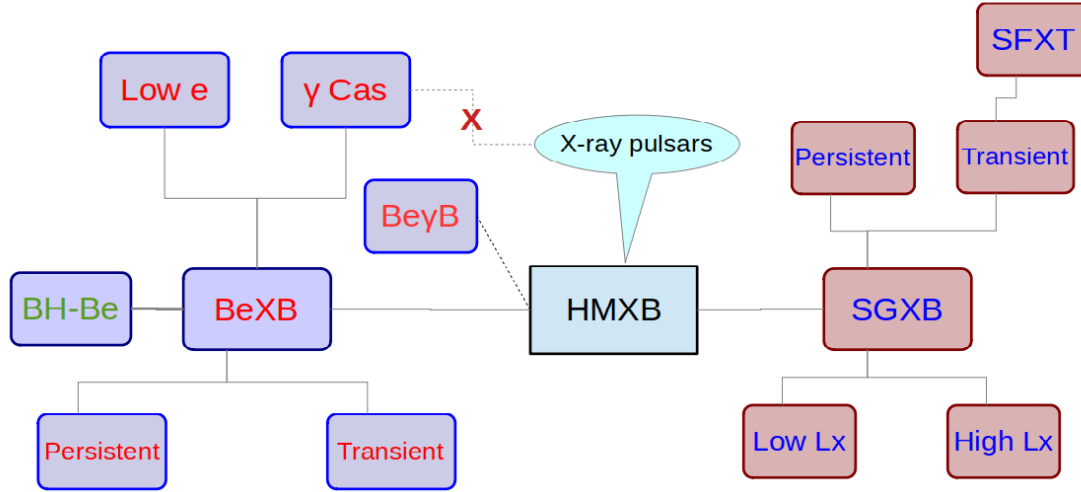 SFXT
Low e
γ Cas
X
X-ray pulsars
Persistent
Transient
BeγB
BH-Be
BeXB
HMXB
SGXB
Persistent
Transient
Low Lx
High Lx